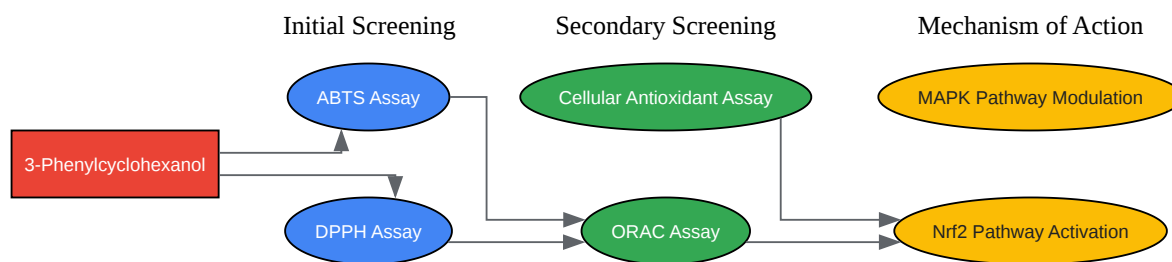 Initial Screening
Secondary Screening
Mechanism of Action
ABTS Assay
Cellular Antioxidant Assay
MAPK Pathway Modulation
3-Phenylcyclohexanol
DPPH Assay
ORAC Assay
Nrf2 Pathway Activation